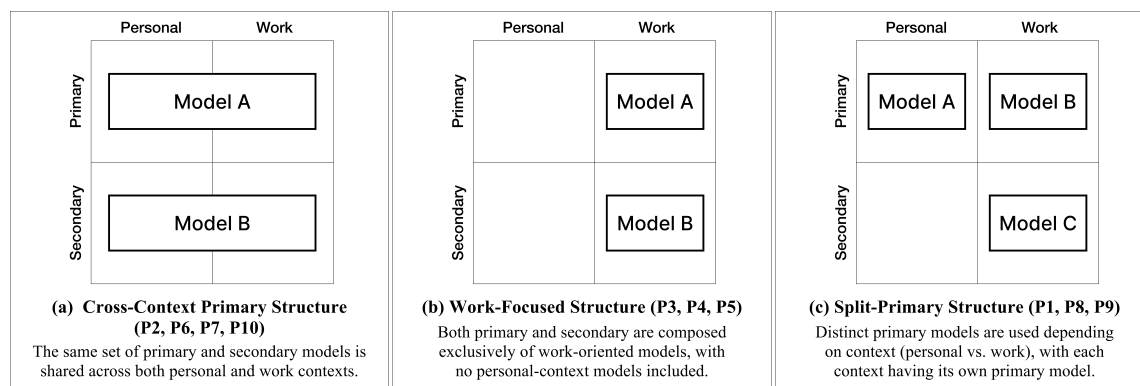 Personal Work
Primary
Model A
Secondary
Model B
(a) Cross-Context Primary Structure
(P2, P6, P7, P10)
The same set of primary and secondary models is
shared across both personal and work contexts.
Personal Work
Primary
Model A
Secondary
Model B
(b) Work-Focused Structure (P3, P4, P5)
Both primary and secondary are composed
exclusively of work-oriented models, with
no personal-context models included.
Personal Work
Primary
Model A Model B
Secondary
Model C
(c) Split-Primary Structure (P1, P8, P9)
Distinct primary models are used depending
on context (personal vs. work), with each
context having its own primary model.